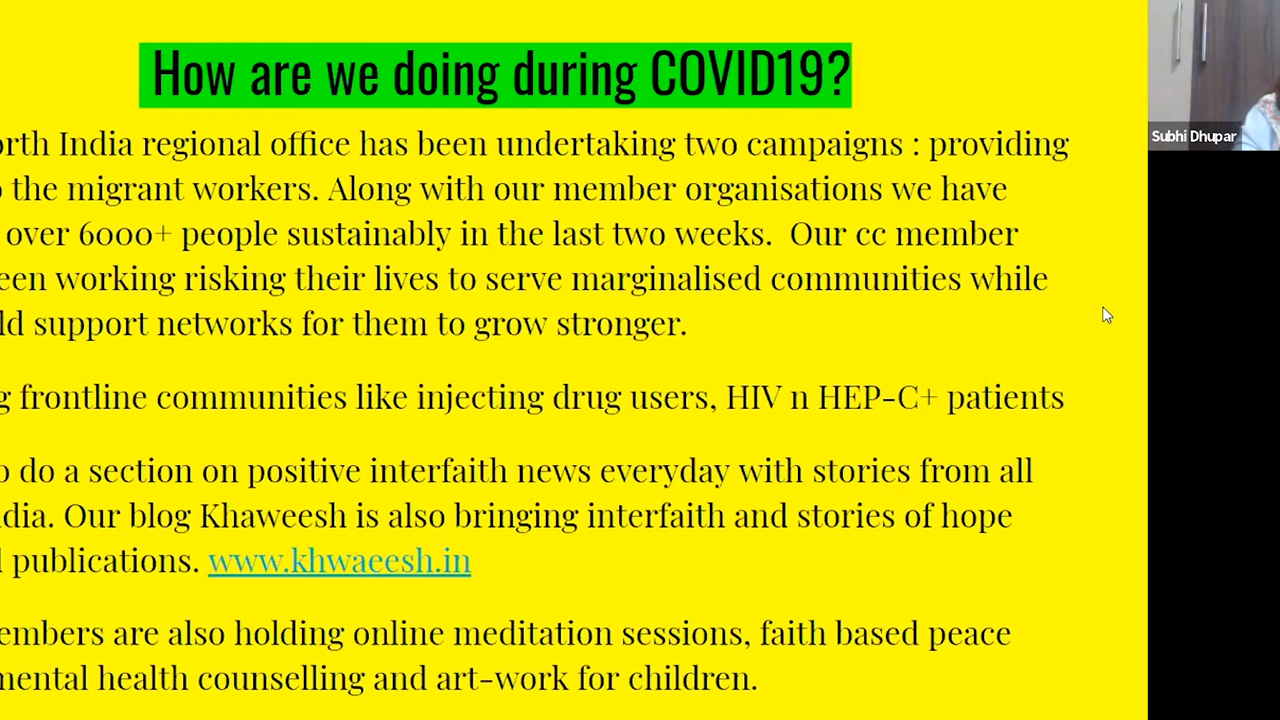 How are we doing during COVID19?
orth India regional office has been undertaking two campaigns : providing
o the migrant workers. Along with our member organisations we have
over 6000+ people sustainably in the last two weeks. Our cc member
een working risking their lives to serve marginalised communities while
ld support networks for them to grow stronger.
g frontline communities like injecting drug users, HIV n HEP-C+ patients
o do a section on positive interfaith news everyday with stories from all
dia. Our blog Khaweesh is also bringing interfaith and stories of hope
l publications. www.khwaeesh.in
embers are also holding online meditation sessions, faith based peace
mental health counselling and art-work for children.
Subhi Dhupar